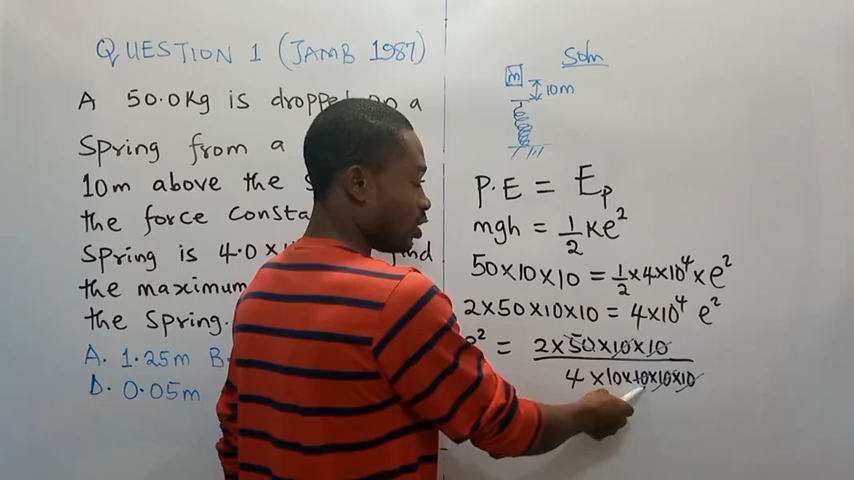 QUESTION 1 (JAMB 1987)
A 50.0Kg is dropped on a
Spring from a
10m above the
the force
Spring is 4.0×
the maximum
the Spring.
A. 1.25m B.
D. 0.05m
Soln
m
10m
P.E = Ep
mgh = 1/2 Ke²
50×10×10 = 1/2 ×4×10⁴ ×e²
2×50×10×10 = 4×10⁴ e²
e² = 2×50×10×10
4×10×10×10×10